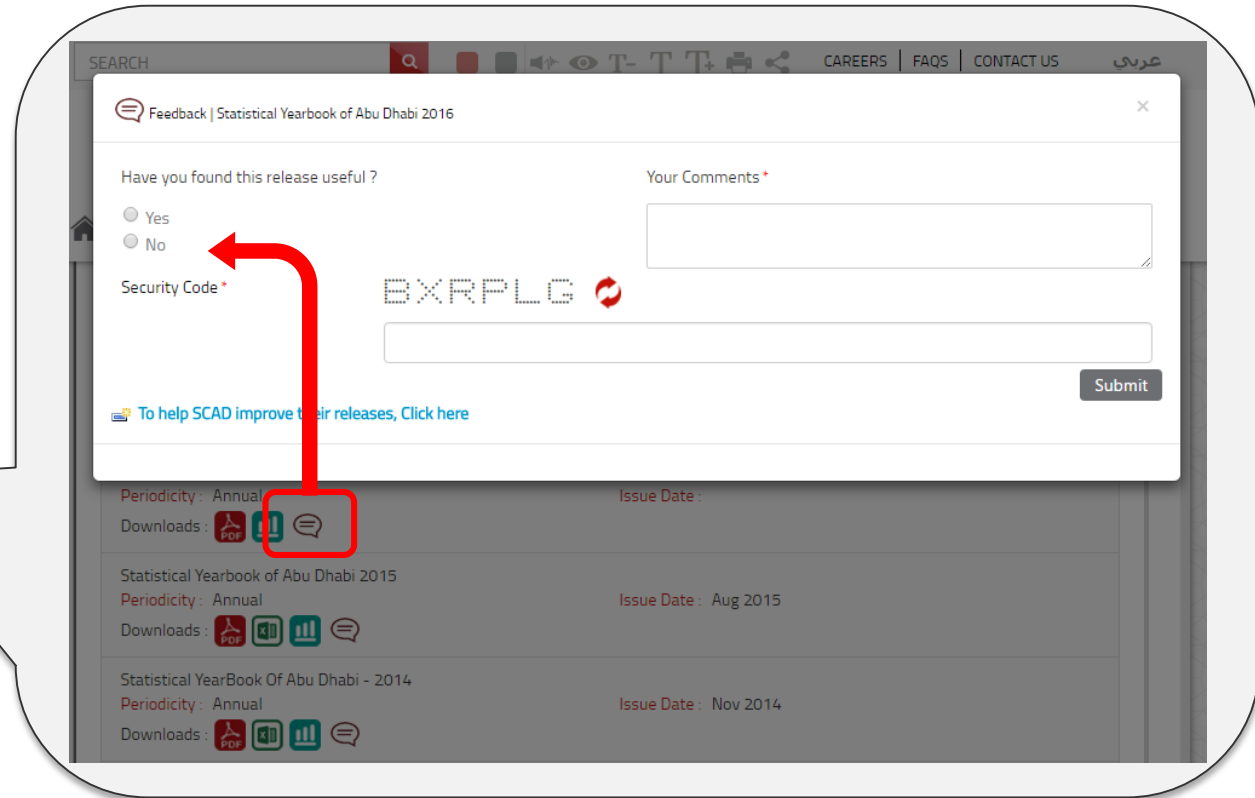 SEARCH
T- T T+
CAREERS | FAQS | CONTACT US عربي
Feedback | Statistical Yearbook of Abu Dhabi 2016 ×
Have you found this release useful ?
Your Comments *
Yes
No
Security Code *
BXRPLG
Submit
To help SCAD improve their releases, Click here
Periodicity : Annual
Issue Date :
Downloads : PDF
Statistical Yearbook of Abu Dhabi 2015
Periodicity : Annual
Issue Date : Aug 2015
Downloads : PDF
Statistical YearBook Of Abu Dhabi - 2014
Periodicity : Annual
Issue Date : Nov 2014
Downloads : PDF